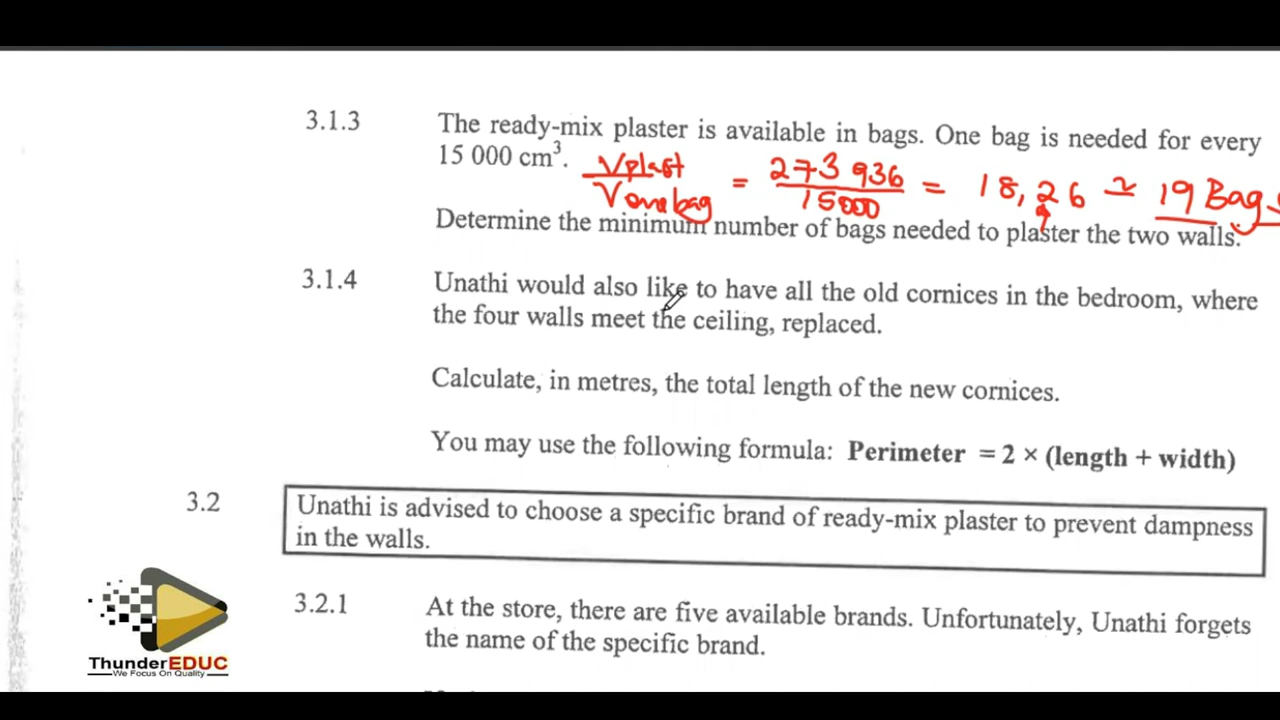 3.1.3 The ready-mix plaster is available in bags. One bag is needed for every
15 000 cm³. Vplast / Vone bag = 273 936 / 15000 = 18,26 ≃ 19 Bags
Determine the minimum number of bags needed to plaster the two walls.
3.1.4 Unathi would also like to have all the old cornices in the bedroom, where
the four walls meet the ceiling, replaced.
Calculate, in metres, the total length of the new cornices.
You may use the following formula: Perimeter = 2 × (length + width)
3.2 Unathi is advised to choose a specific brand of ready-mix plaster to prevent dampness
in the walls.
3.2.1 At the store, there are five available brands. Unfortunately, Unathi forgets
the name of the specific brand.
ThunderEDUC
We Focus On Quality